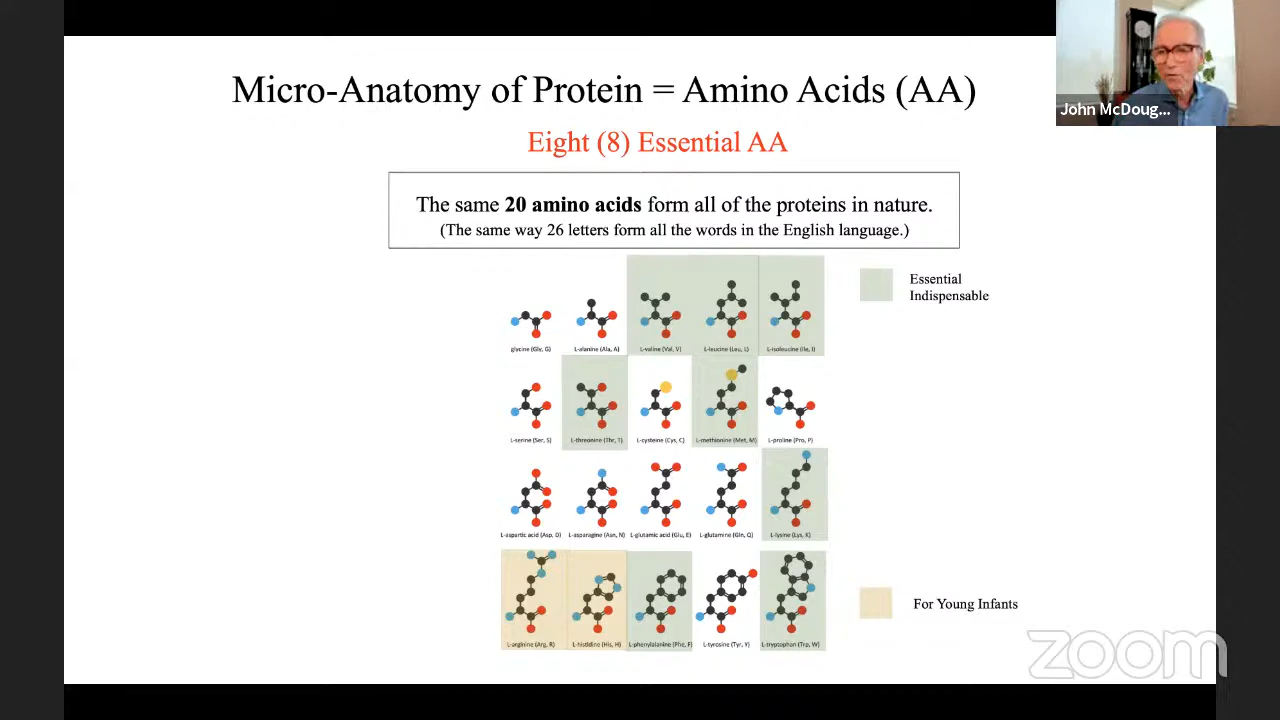 Micro-Anatomy of Protein = Amino Acids (AA)
John McDoug...
Eight (8) Essential AA
The same 20 amino acids form all of the proteins in nature.
(The same way 26 letters form all the words in the English language.)
Essential
Indispensable
glycine (Gly, G)
L-alanine (Ala, A)
L-valine (Val, V)
L-leucine (Leu, L)
L-isoleucine (Ile, I)
L-serine (Ser, S)
L-threonine (Thr, T)
L-cysteine (Cys, C)
L-methionine (Met, M)
L-proline (Pro, P)
L-aspartic acid (Asp, D)
L-asparagine (Asn, N)
L-glutamic acid (Glu, E)
L-glutamine (Gln, Q)
L-lysine (Lys, K)
For Young Infants
L-arginine (Arg, R)
L-histidine (His, H)
L-phenylalanine (Phe, F)
L-tyrosine (Tyr, Y)
L-tryptophan (Trp, W)
zoom